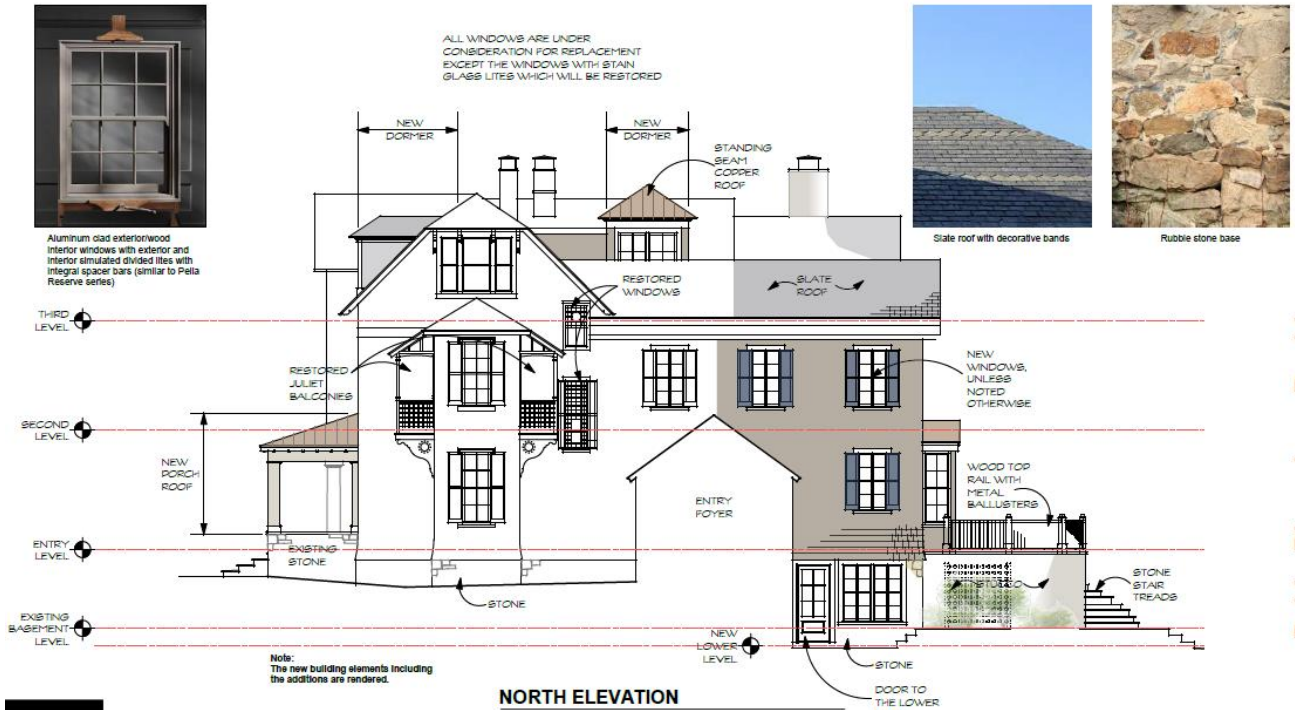 ALL WINDOWS ARE UNDER
CONSIDERATION FOR REPLACEMENT
EXCEPT THE WINDOWS WITH STAIN
GLASS LITES WHICH WILL BE RESTORED
Aluminum clad exterior/wood
interior windows with exterior and
interior simulated divided lites with
integral spacer bars (similar to Pella
Reserve series)
Slate roof with decorative bands
Rubble stone base
NEW
DORMER
NEW
DORMER
STANDING
SEAM
COPPER
ROOF
RESTORED
WINDOWS
SLATE
ROOF
THIRD
LEVEL
RESTORED
JULIET
BALCONIES
NEW
WINDOWS,
UNLESS
NOTED
OTHERWISE
SECOND
LEVEL
NEW
PORCH
ROOF
ENTRY
FOYER
WOOD TOP
RAIL WITH
METAL
BALLUSTERS
ENTRY
LEVEL
EXISTING
STONE
STUCCO
STONE
STAIR
TREADS
STONE
EXISTING
BASEMENT
LEVEL
NEW
LOWER
LEVEL
STONE
Note:
The new building elements including
the additions are rendered.
NORTH ELEVATION
DOOR TO
THE LOWER